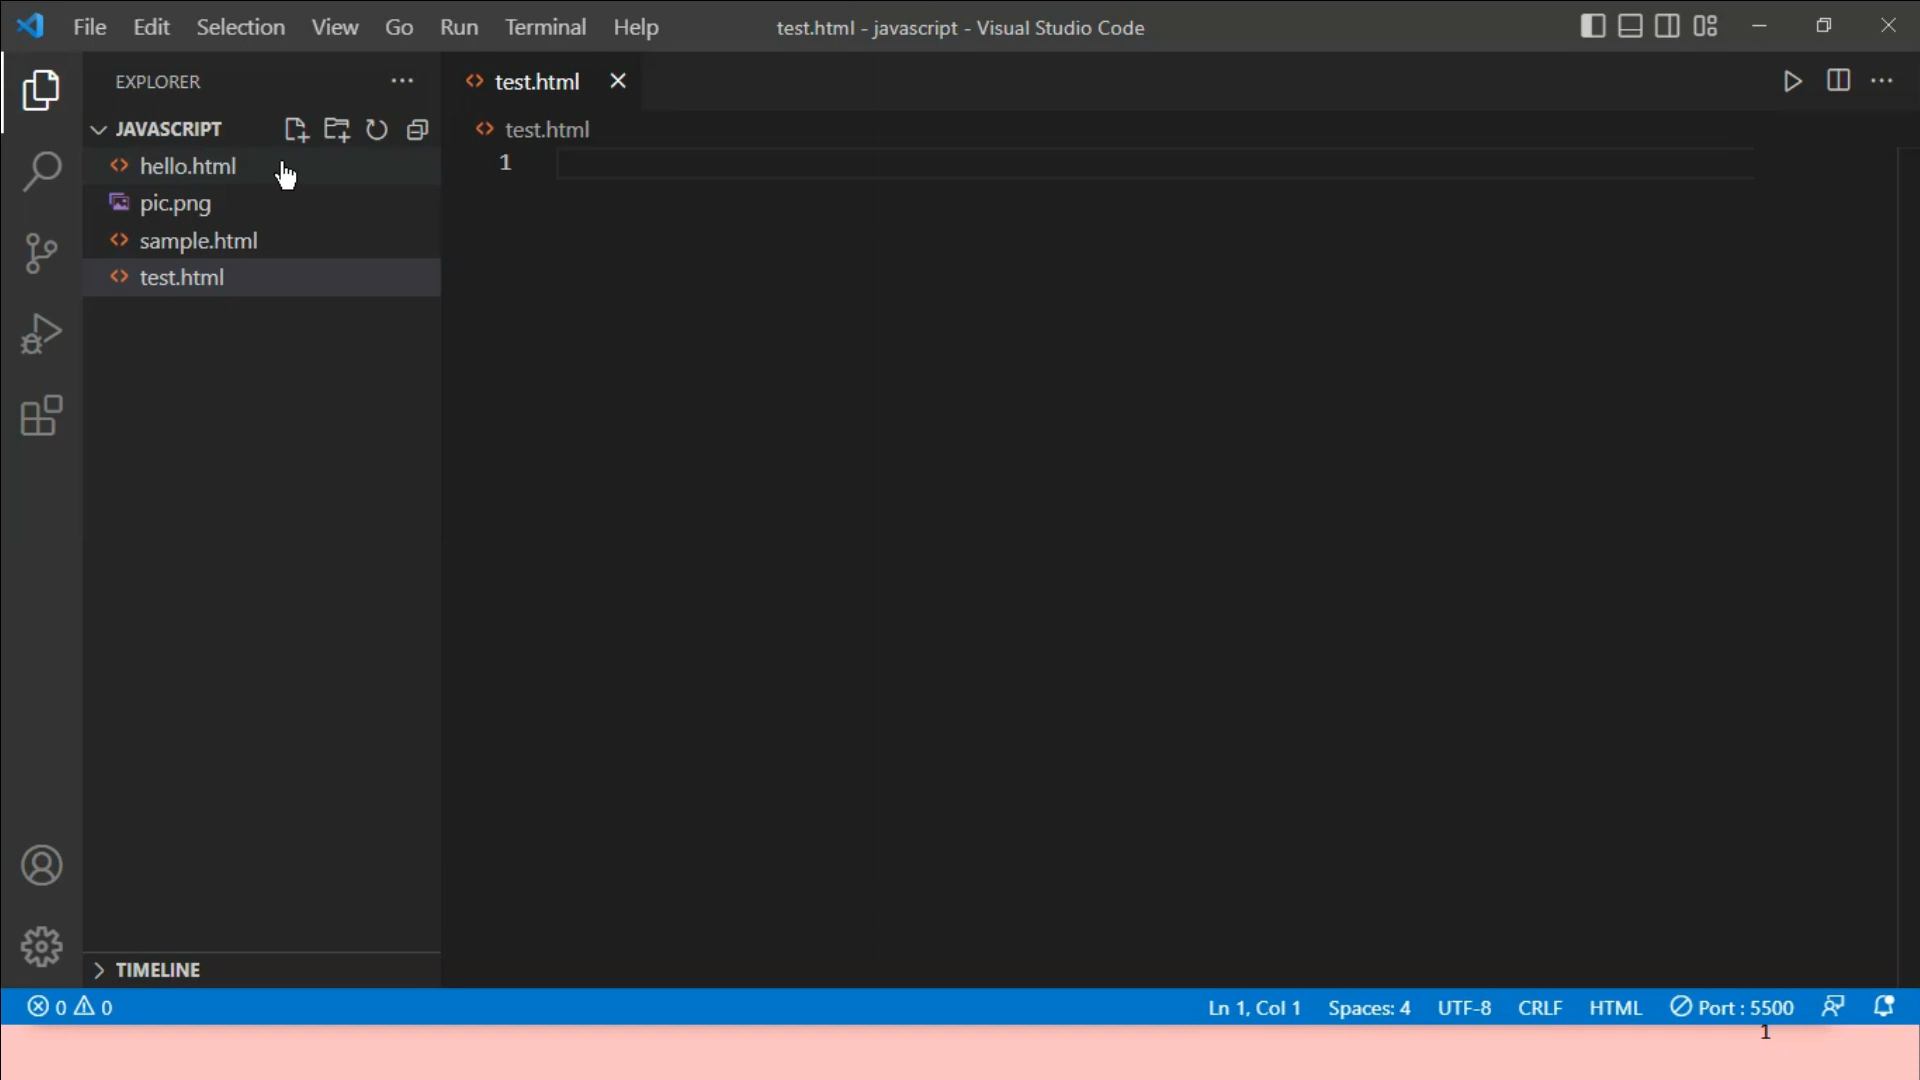 File Edit Selection View Go Run Terminal Help test.html - javascript - Visual Studio Code
EXPLORER
test.html
JAVASCRIPT
test.html
1
hello.html
pic.png
sample.html
test.html
TIMELINE
0 0 Ln 1, Col 1 Spaces: 4 UTF-8 CRLF HTML Port : 5500
1